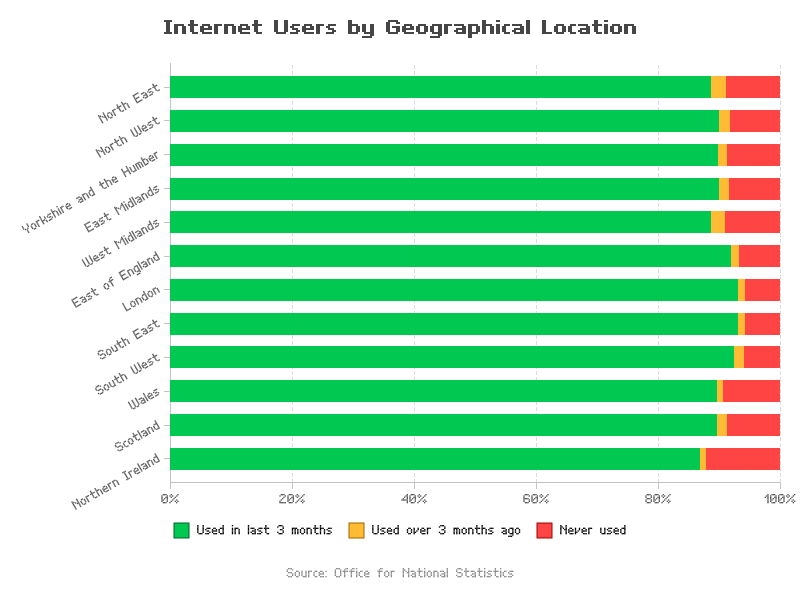 Internet Users by Geographical Location
North East
North West
Yorkshire and the Humber
East Midlands
West Midlands
East of England
London
South East
South West
Wales
Scotland
Northern Ireland
0% 20% 40% 60% 80% 100%
Used in last 3 months Used over 3 months ago Never used
Source: Office for National Statistics